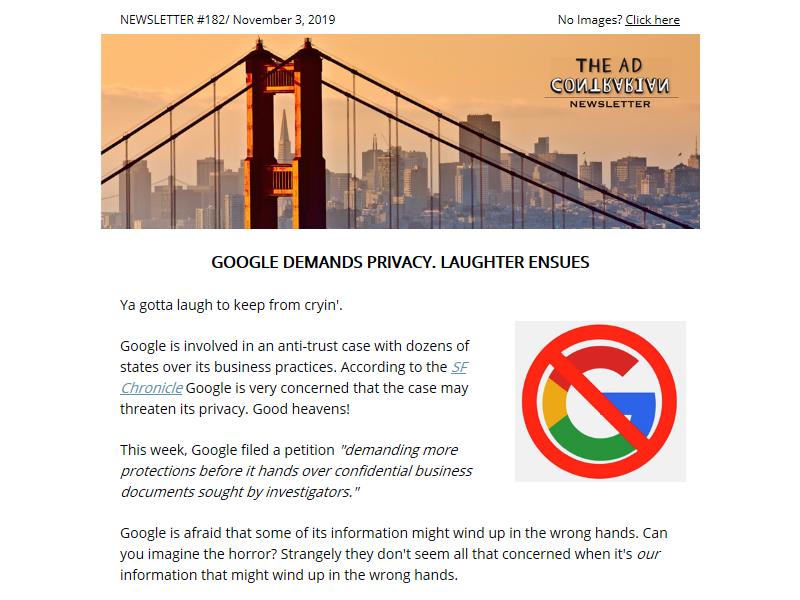 NEWSLETTER #182/ November 3, 2019
No Images? Click here
THE AD
CONTRARIAN
NEWSLETTER
GOOGLE DEMANDS PRIVACY. LAUGHTER ENSUES
Ya gotta laugh to keep from cryin'.
Google is involved in an anti-trust case with dozens of
states over its business practices. According to the SF
Chronicle Google is very concerned that the case may
threaten its privacy. Good heavens!
This week, Google filed a petition "demanding more
protections before it hands over confidential business
documents sought by investigators."
Google is afraid that some of its information might wind up in the wrong hands. Can
you imagine the horror? Strangely they don't seem all that concerned when it's our
information that might wind up in the wrong hands.